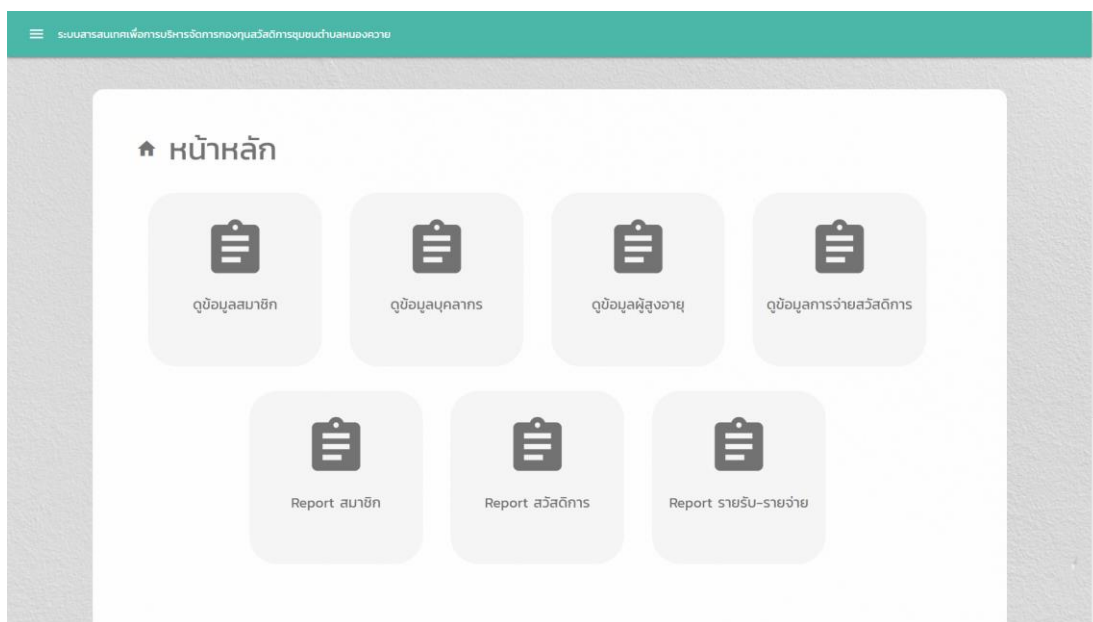 ระบบสารสนเทศเพื่อการบริหารจัดการกองทุนสวัสดิการชุมชนตำบลหนองควาย
หน้าหลัก
ดูข้อมูลสมาชิก
ดูข้อมูลบุคลากร
ดูข้อมูลผู้สูงอายุ
ดูข้อมูลการจ่ายสวัสดิการ
Report สมาชิก
Report สวัสดิการ
Report รายรับ-รายจ่าย